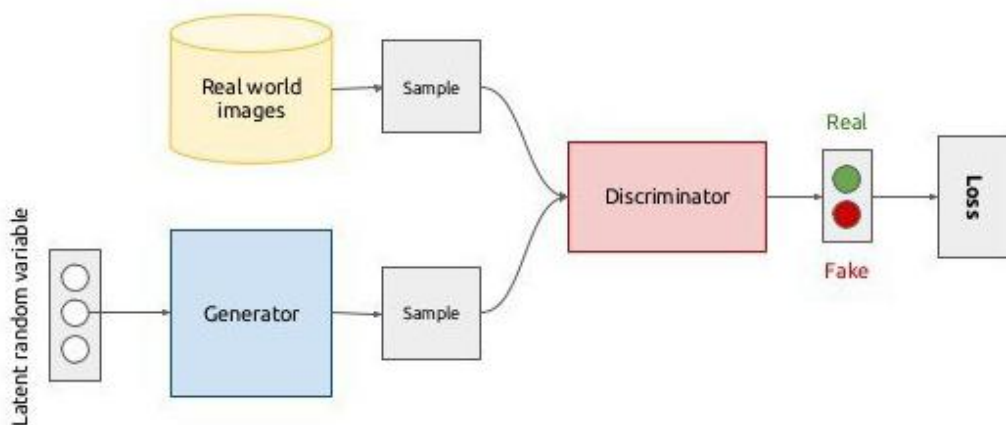 Real world
images
Sample
Real
Discriminator
Loss
Fake
Latent random variable
Generator
Sample